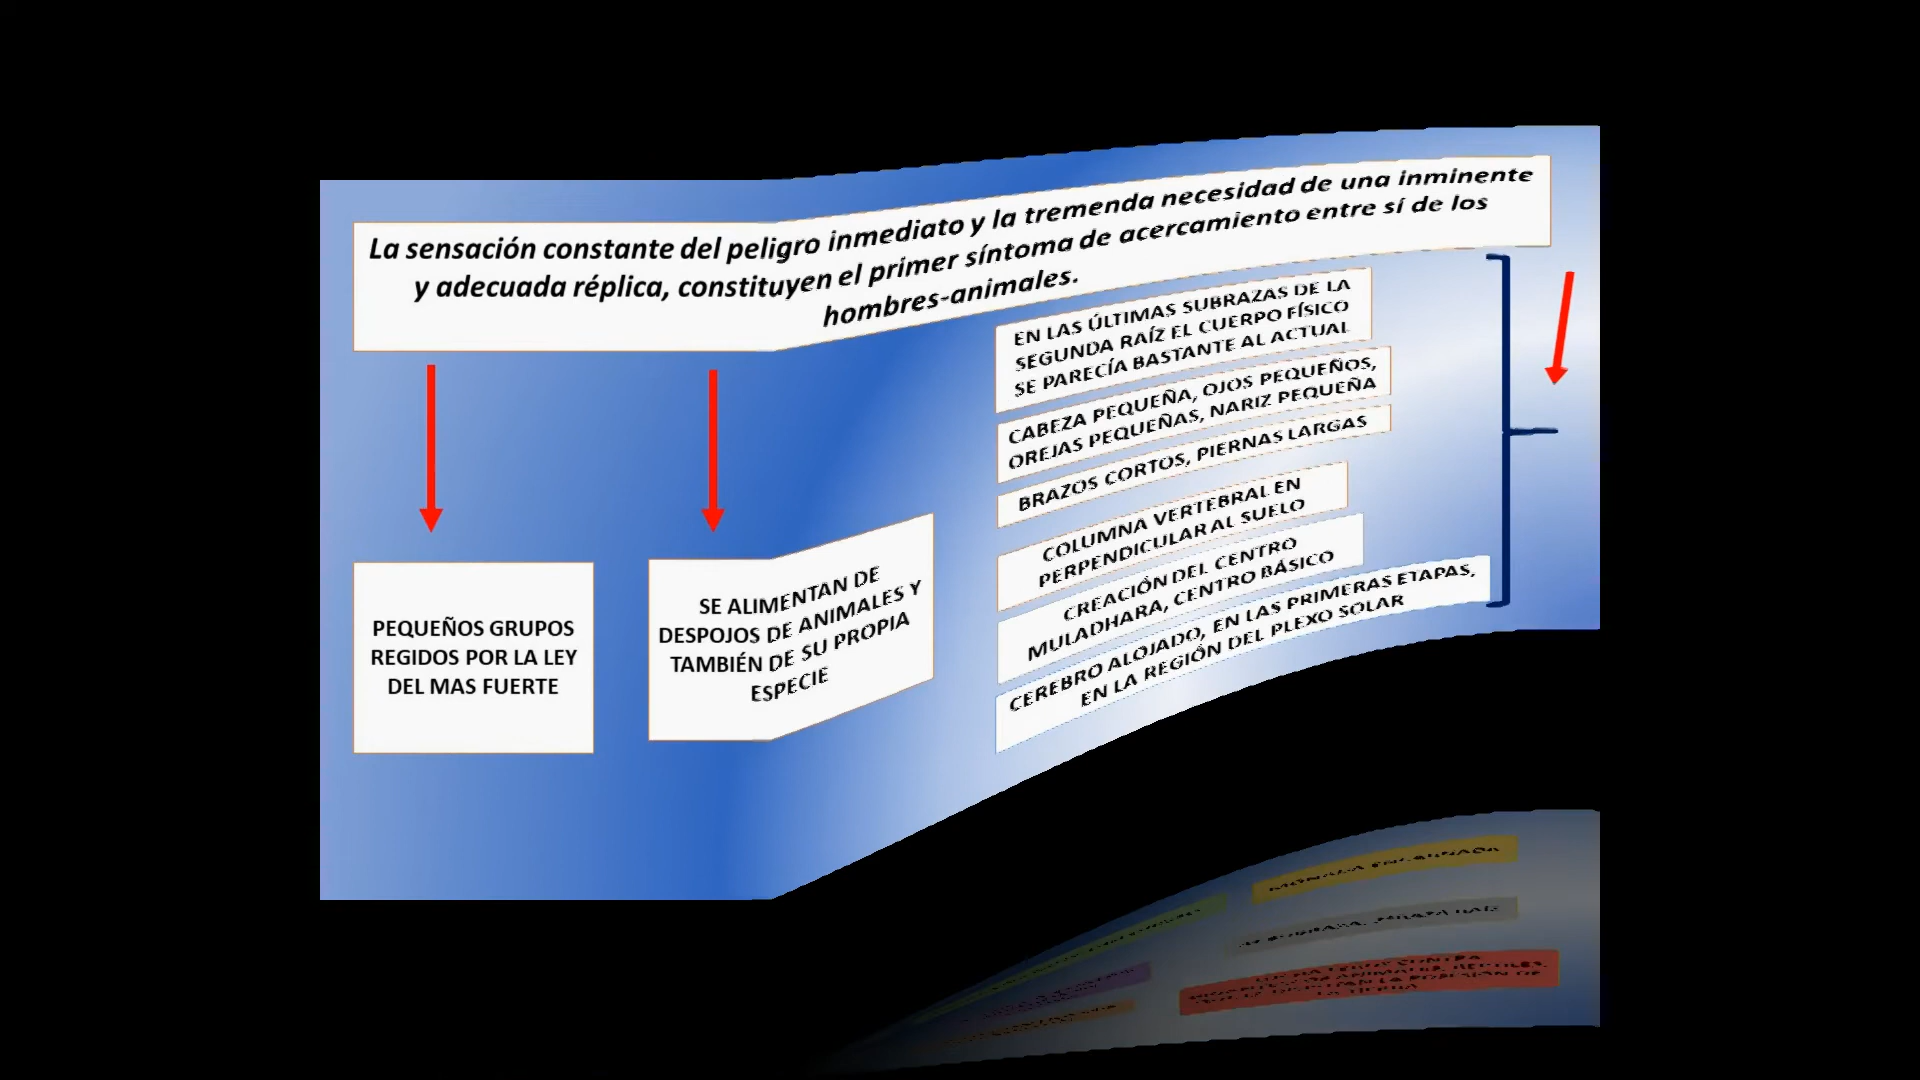 La sensación constante del peligro inmediato y la tremenda necesidad de una inminente
y adecuada réplica, constituyen el primer síntoma de acercamiento entre sí de los
hombres-animales.
PEQUEÑOS GRUPOS
REGIDOS POR LA LEY
DEL MAS FUERTE
SE ALIMENTAN DE
DESPOJOS DE ANIMALES Y
TAMBIÉN DE SU PROPIA
ESPECIE
EN LAS ÚLTIMAS SUBRAZAS DE LA
SEGUNDA RAÍZ EL CUERPO FÍSICO
SE PARECÍA BASTANTE AL ACTUAL
CABEZA PEQUEÑA, OJOS PEQUEÑOS,
OREJAS PEQUEÑAS, NARIZ PEQUEÑA
BRAZOS CORTOS, PIERNAS LARGAS
COLUMNA VERTEBRAL EN
PERPENDICULAR AL SUELO
CREACIÓN DEL CENTRO
MULADHARA, CENTRO BÁSICO
CEREBRO ALOJADO, EN LAS PRIMERAS ETAPAS,
EN LA REGIÓN DEL PLEXO SOLAR